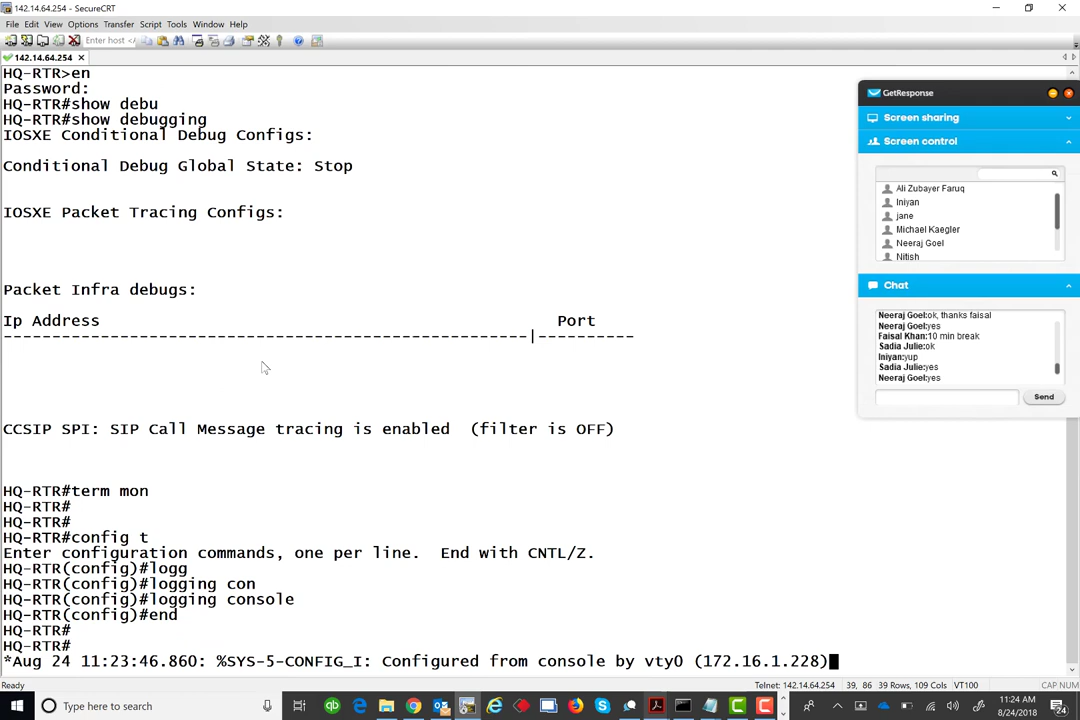 142.14.64.254 - SecureCRT
File Edit View Options Transfer Script Tools Window Help
Enter host <
142.14.64.254
HQ-RTR>en
Password:
HQ-RTR#show debu
HQ-RTR#show debugging
IOSXE Conditional Debug Configs:
Conditional Debug Global State: Stop
IOSXE Packet Tracing Configs:
Packet Infra debugs:
Ip Address Port
------------------------------------------------------|----------
CCSIP SPI: SIP Call Message tracing is enabled (filter is OFF)
HQ-RTR#term mon
HQ-RTR#
HQ-RTR#
HQ-RTR#config t
Enter configuration commands, one per line. End with CNTL/Z.
HQ-RTR(config)#logg
HQ-RTR(config)#logging con
HQ-RTR(config)#logging console
HQ-RTR(config)#end
HQ-RTR#
HQ-RTR#
*Aug 24 11:23:46.860: %SYS-5-CONFIG_I: Configured from console by vty0 (172.16.1.228)
GetResponse
Screen sharing
Screen control
Ali Zubayer Faruq
Iniyan
jane
Michael Kaegler
Neeraj Goel
Nitish
Chat
Neeraj Goel:ok, thanks faisal
Neeraj Goel:yes
Faisal Khan:10 min break
Sadia Julie:ok
Iniyan:yup
Sadia Julie:yes
Neeraj Goel:yes
Send
Ready
Telnet: 142.14.64.254 39, 86 39 Rows, 109 Cols VT100 CAP NUM
Type here to search
11:24 AM
8/24/2018
24